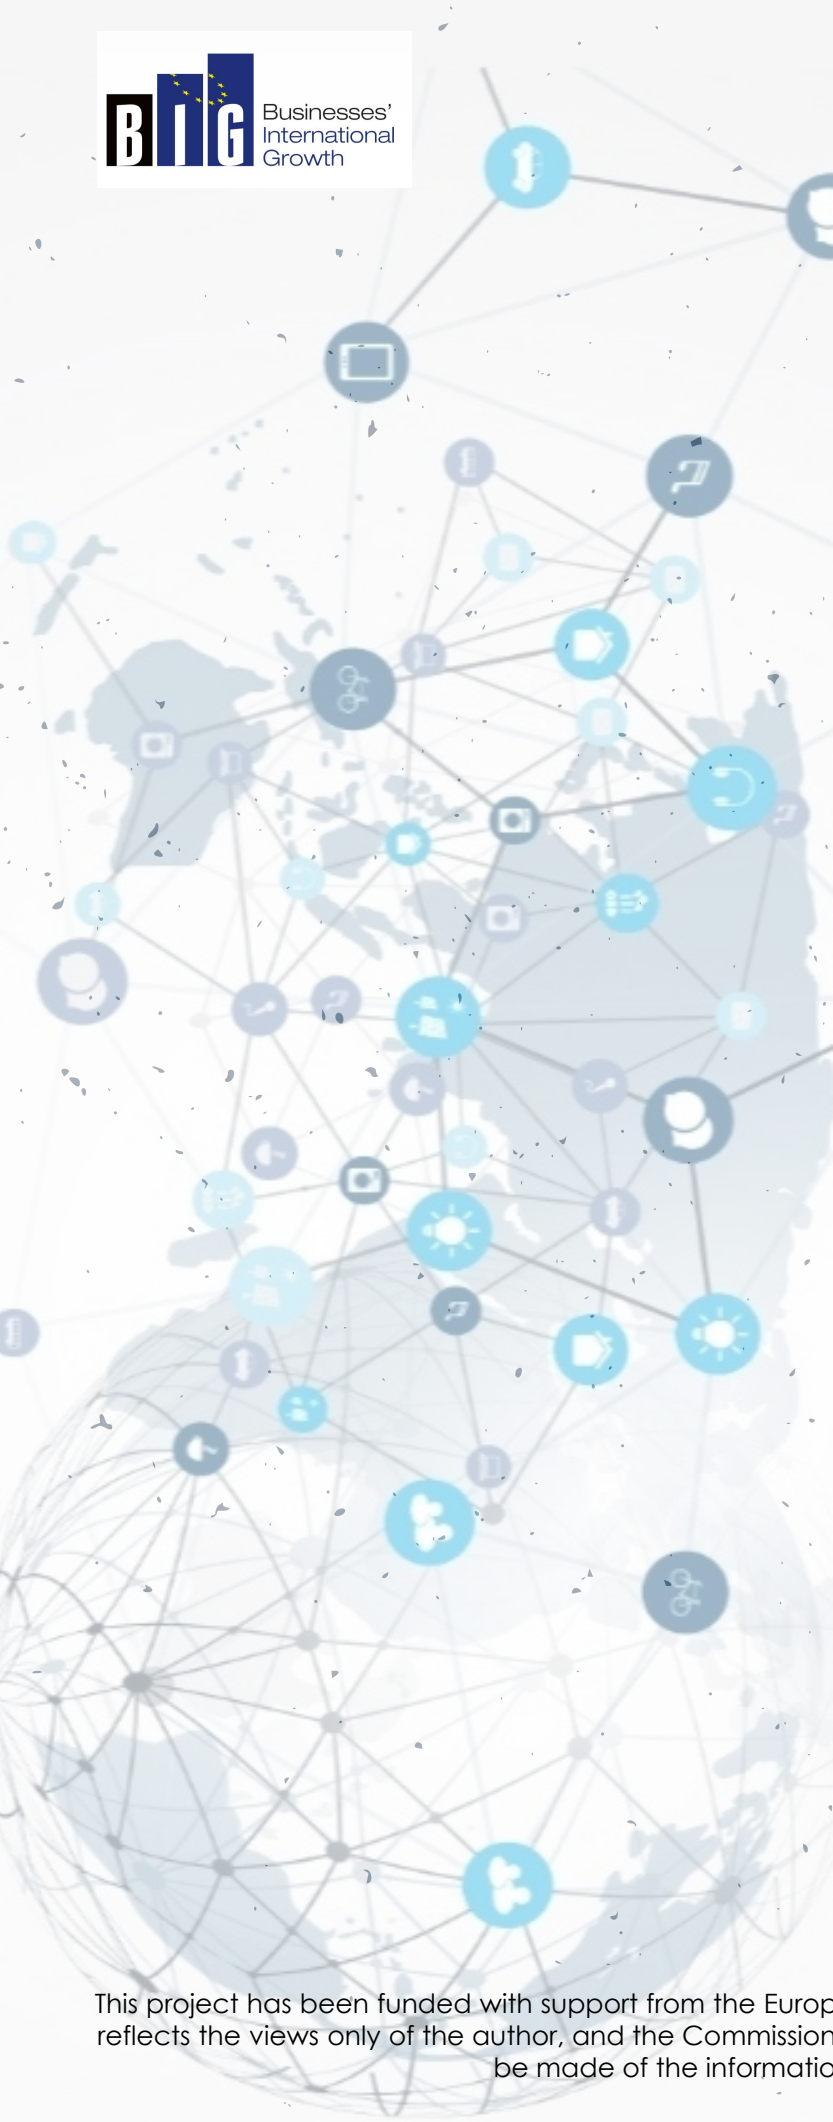 BIG
Businesses'
International
Growth
This project has been funded with support from the Europ
reflects the views only of the author, and the Commission
be made of the informatio